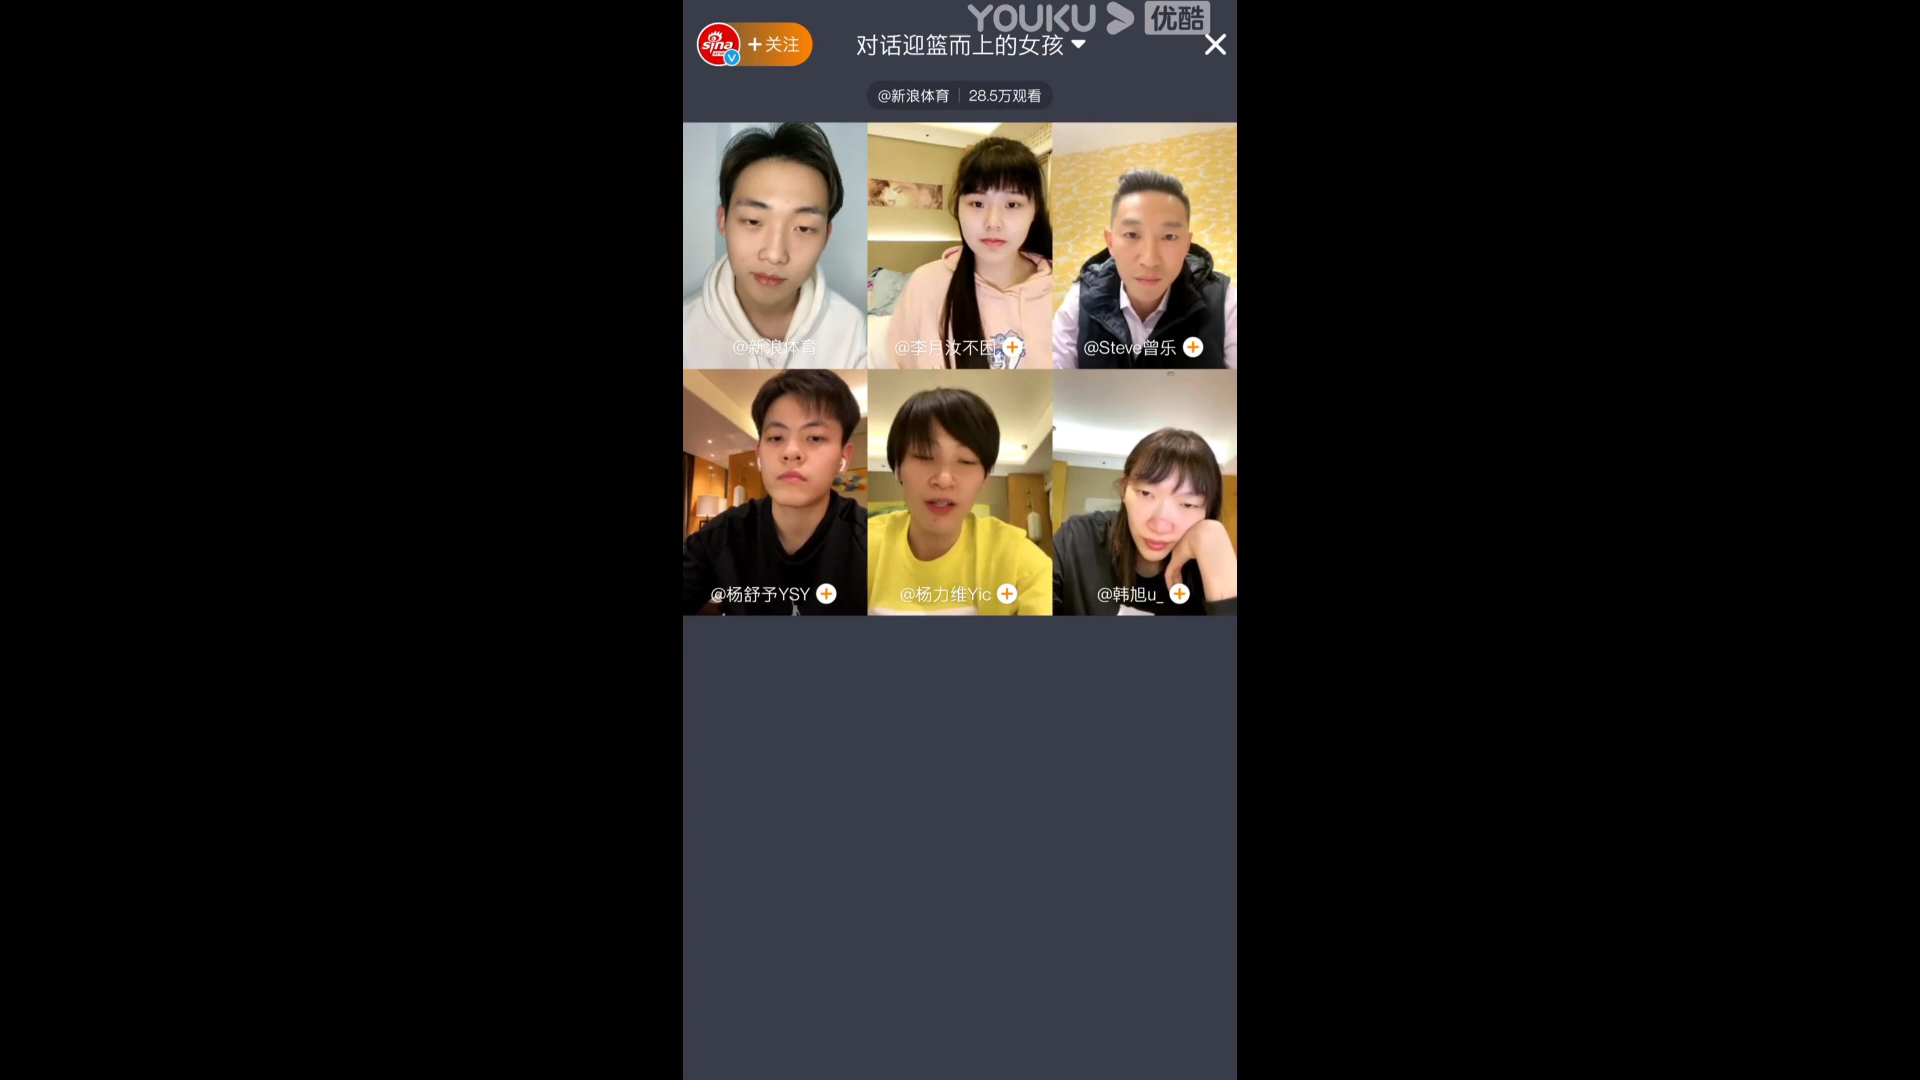 YOUKU 优酷
sina
+关注
对话迎篮而上的女孩
@新浪体育 | 28.5万观看
@新浪体育
@李月汝不困
@Steve曾乐
@杨舒予YSY
@杨力维Yic
@韩旭u_